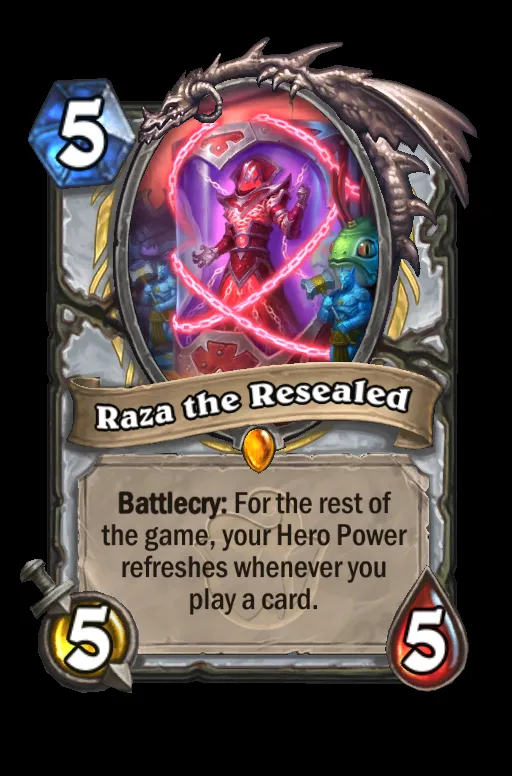 5
Raza the Resealed
Battlecry: For the rest of
the game, your Hero Power
refreshes whenever you
play a card.
5
5